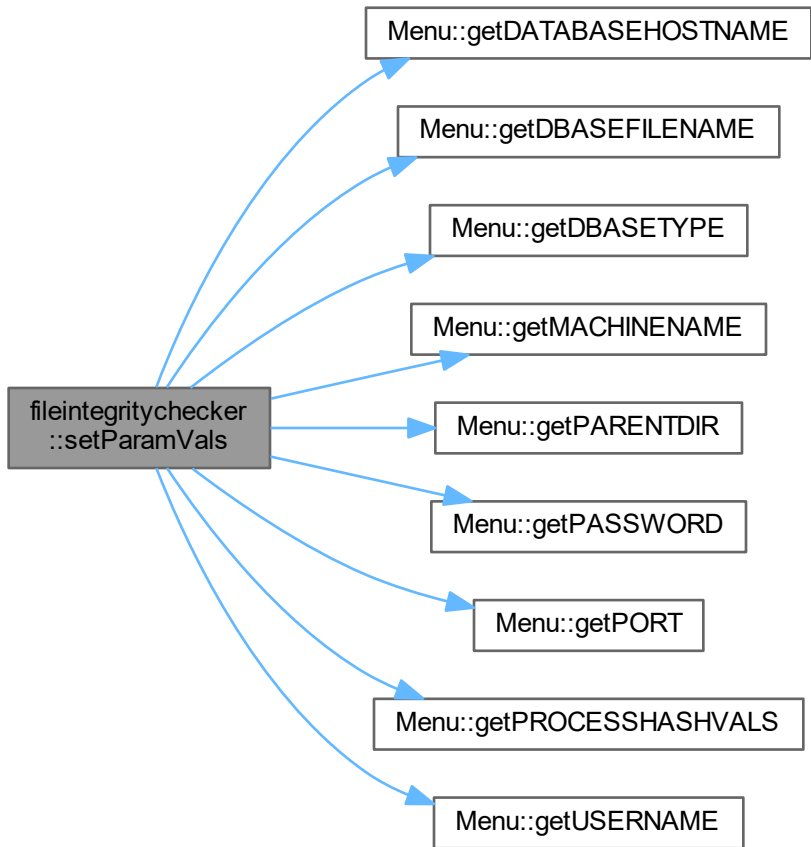 Menu::getDATABASEHOSTNAME
Menu::getDBASEFILENAME
Menu::getDBASETYPE
Menu::getMACHINENAME
fileintegritychecker
::setParamVals
Menu::getPARENTDIR
Menu::getPASSWORD
Menu::getPORT
Menu::getPROCESSHASHVALS
Menu::getUSERNAME